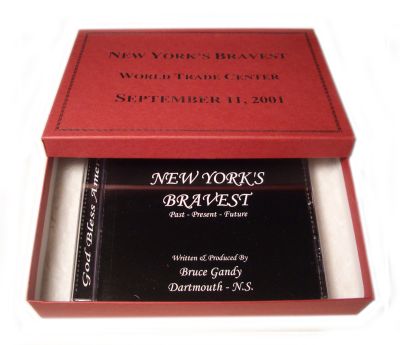 NEW YORK'S BRAVEST
WORLD TRADE CENTER
SEPTEMBER 11, 2001
God Bless Ame
NEW YORK'S
BRAVEST
Past - Present - Future
Written & Produced By
Bruce Gandy
Dartmouth - N.S.